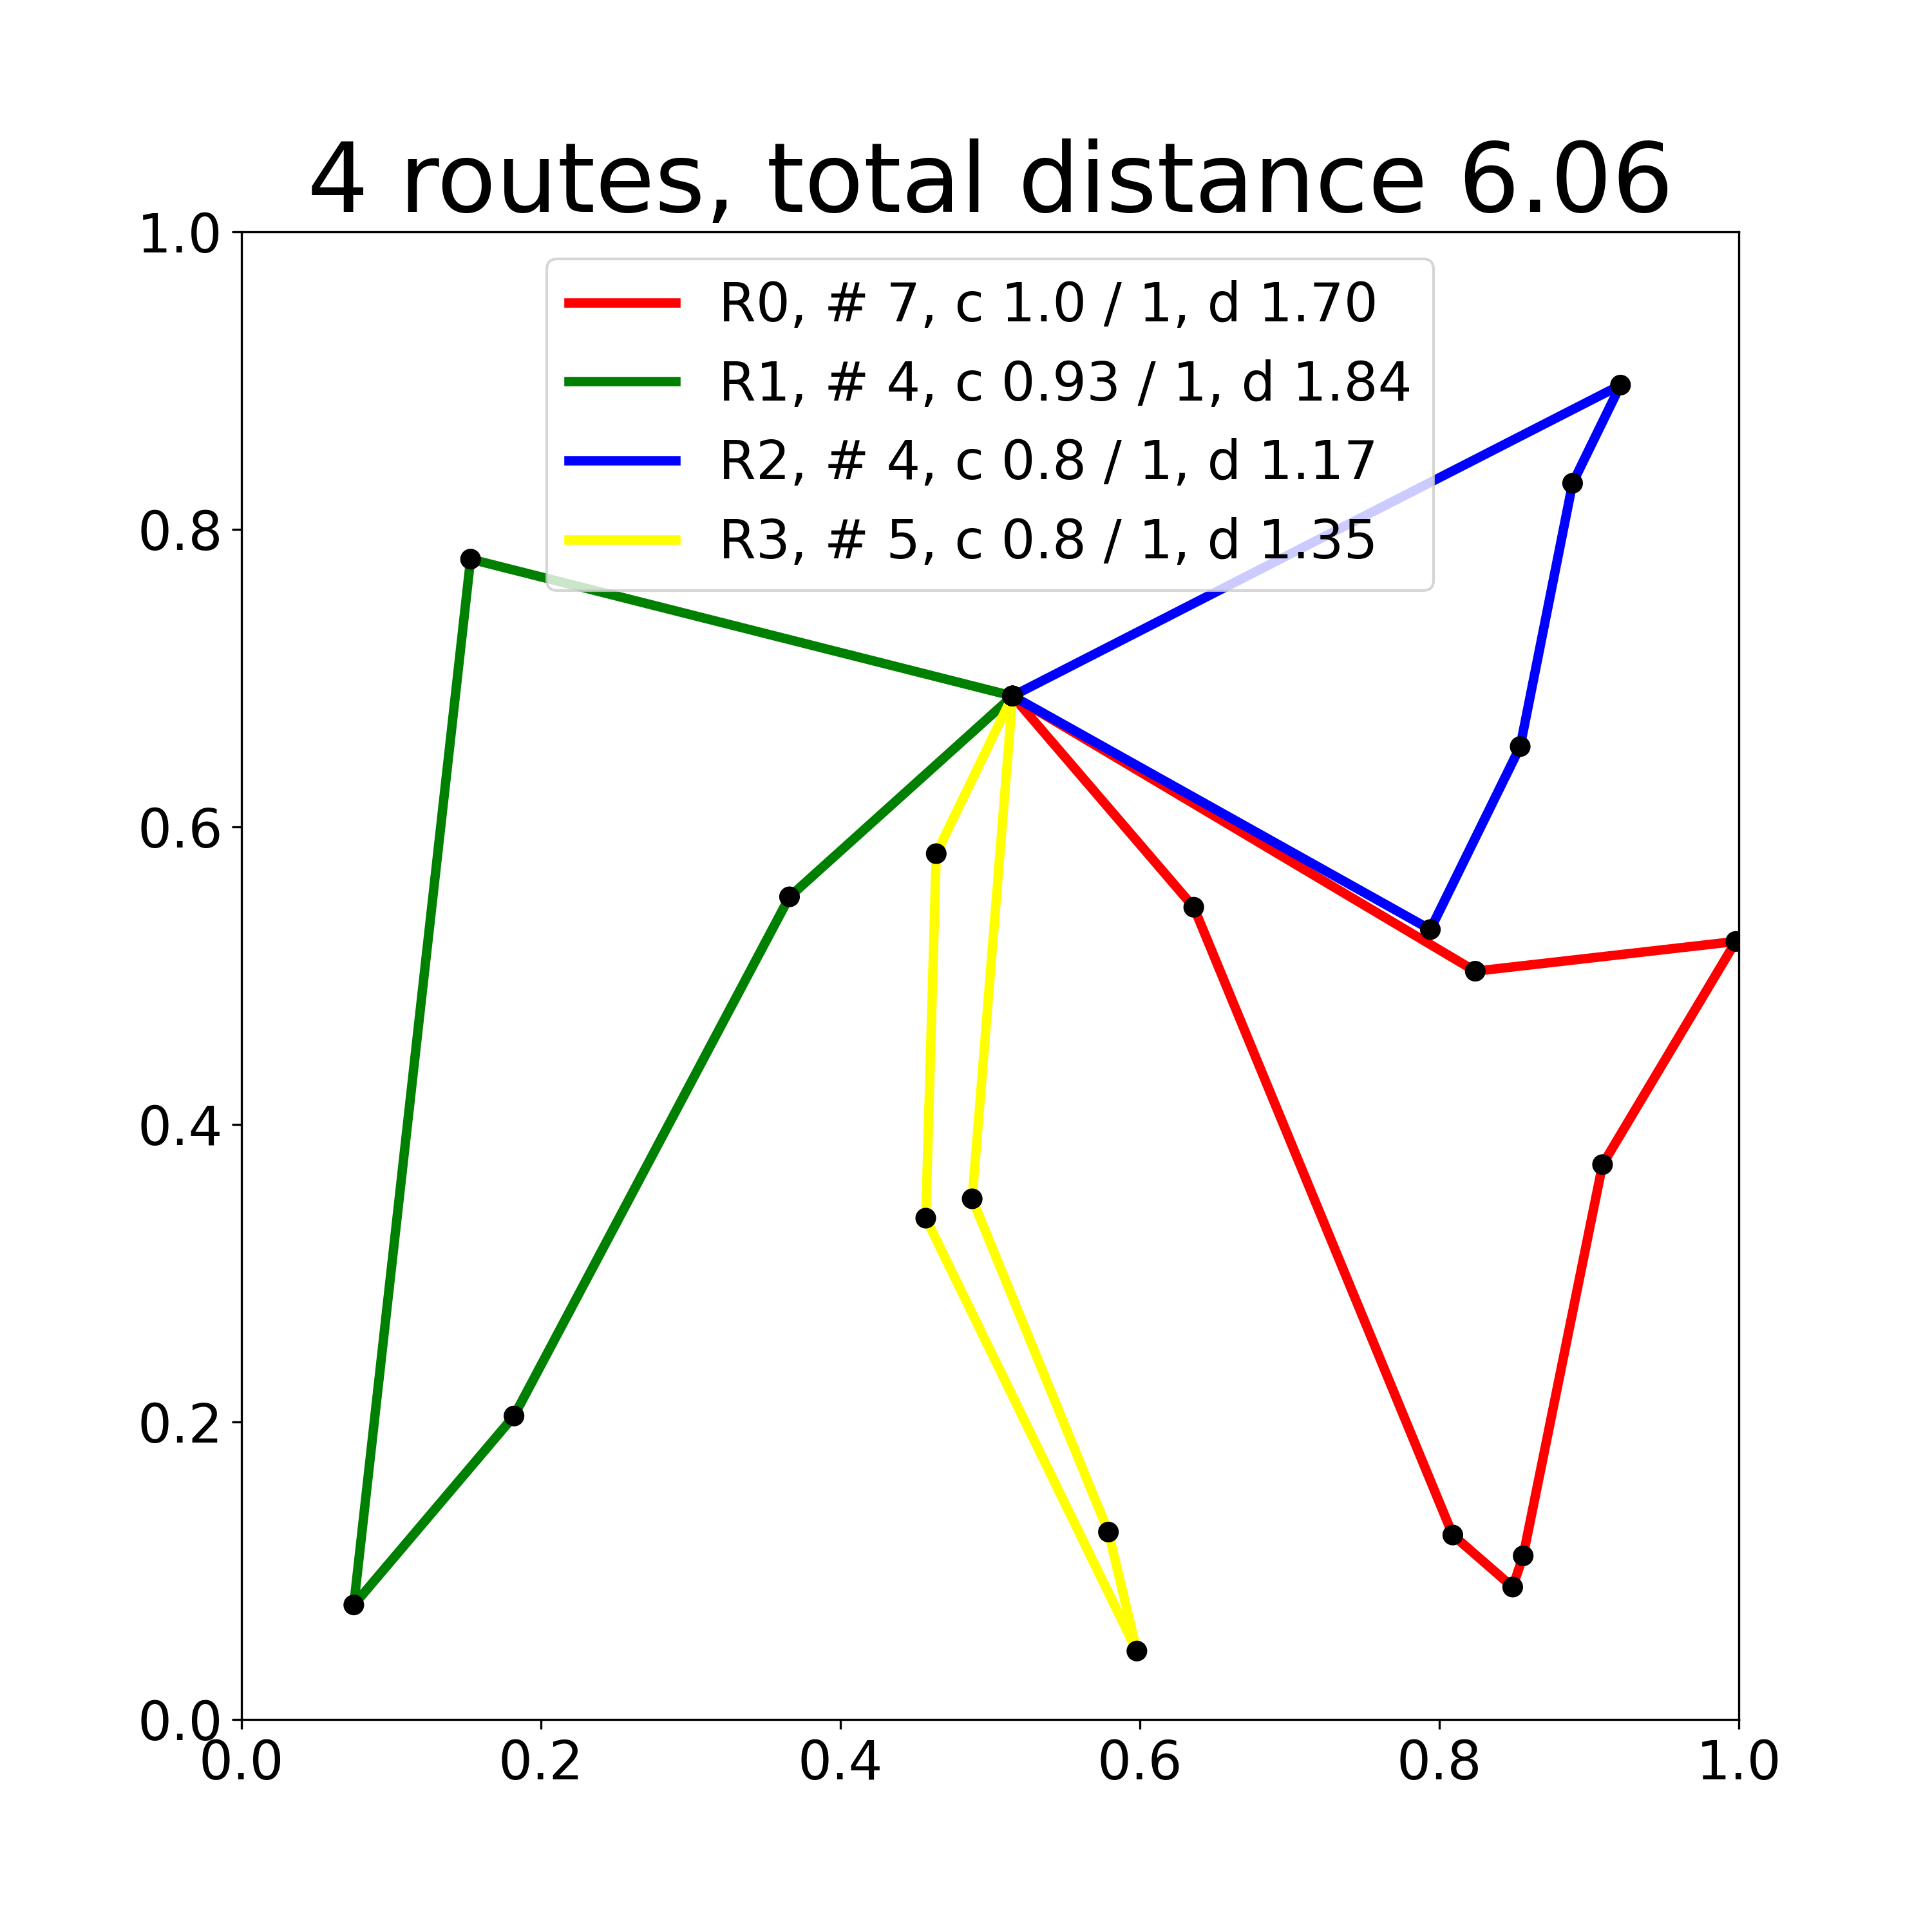 4 routes, total distance 6.06
1.0
R0, # 7, c 1.0 / 1, d 1.70
R1, # 4, c 0.93 / 1, d 1.84
R2, # 4, c 0.8 / 1, d 1.17
R3, # 5, c 0.8 / 1, d 1.35
0.8
0.6
0.4
0.2
0.0
0.0 0.2 0.4 0.6 0.8 1.0